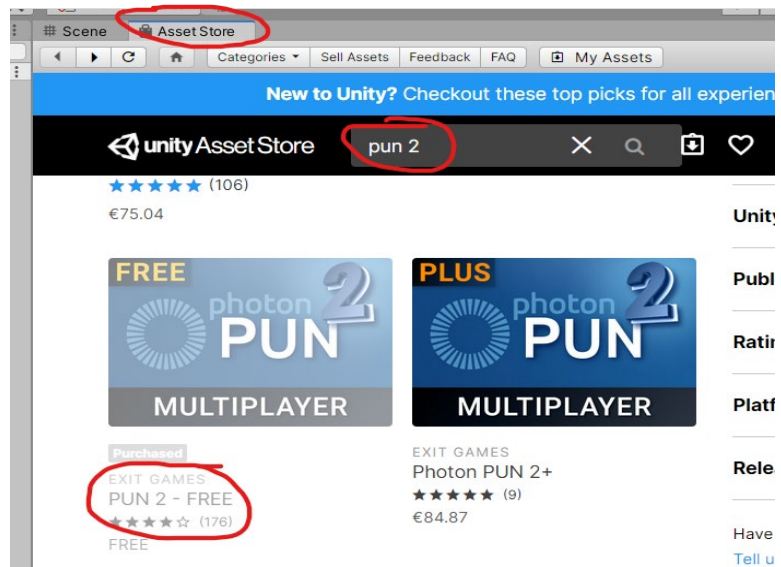 Scene
Asset Store
Categories
Sell Assets
Feedback
FAQ
My Assets
New to Unity? Checkout these top picks for all experien
unity Asset Store
pun 2
(106)
€75.04
FREE
photon 2
PUN
MULTIPLAYER
Purchased
EXIT GAMES
PUN 2 - FREE
(176)
FREE
PLUS
photon 2
PUN
MULTIPLAYER
EXIT GAMES
Photon PUN 2+
(9)
€84.87
Unity
Publ
Ratin
Platf
Relea
Have
Tell u